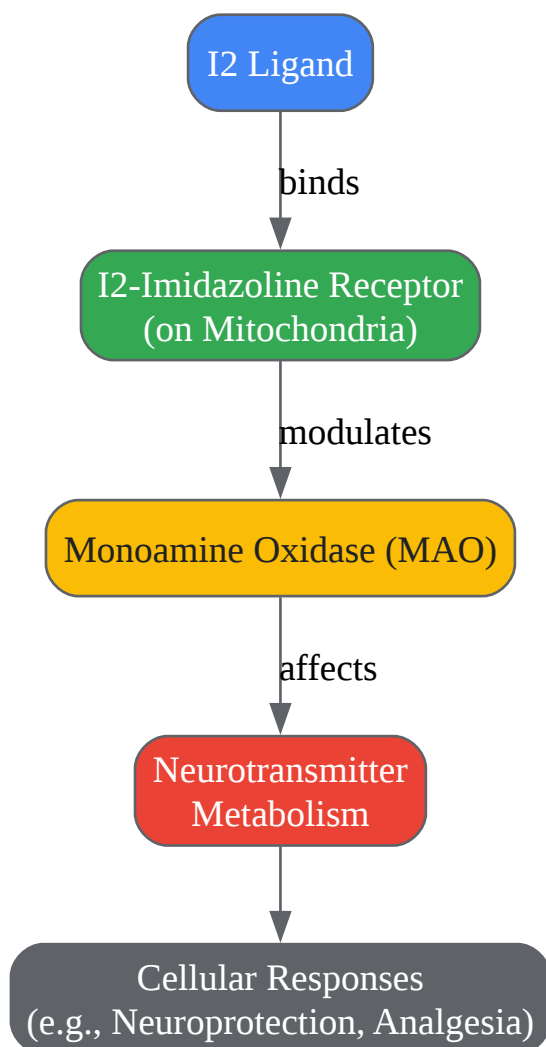 I2 Ligand
binds
I2-Imidazoline Receptor
(on Mitochondria)
modulates
Monoamine Oxidase (MAO)
affects
Neurotransmitter
Metabolism
Cellular Responses
(e.g., Neuroprotection, Analgesia)